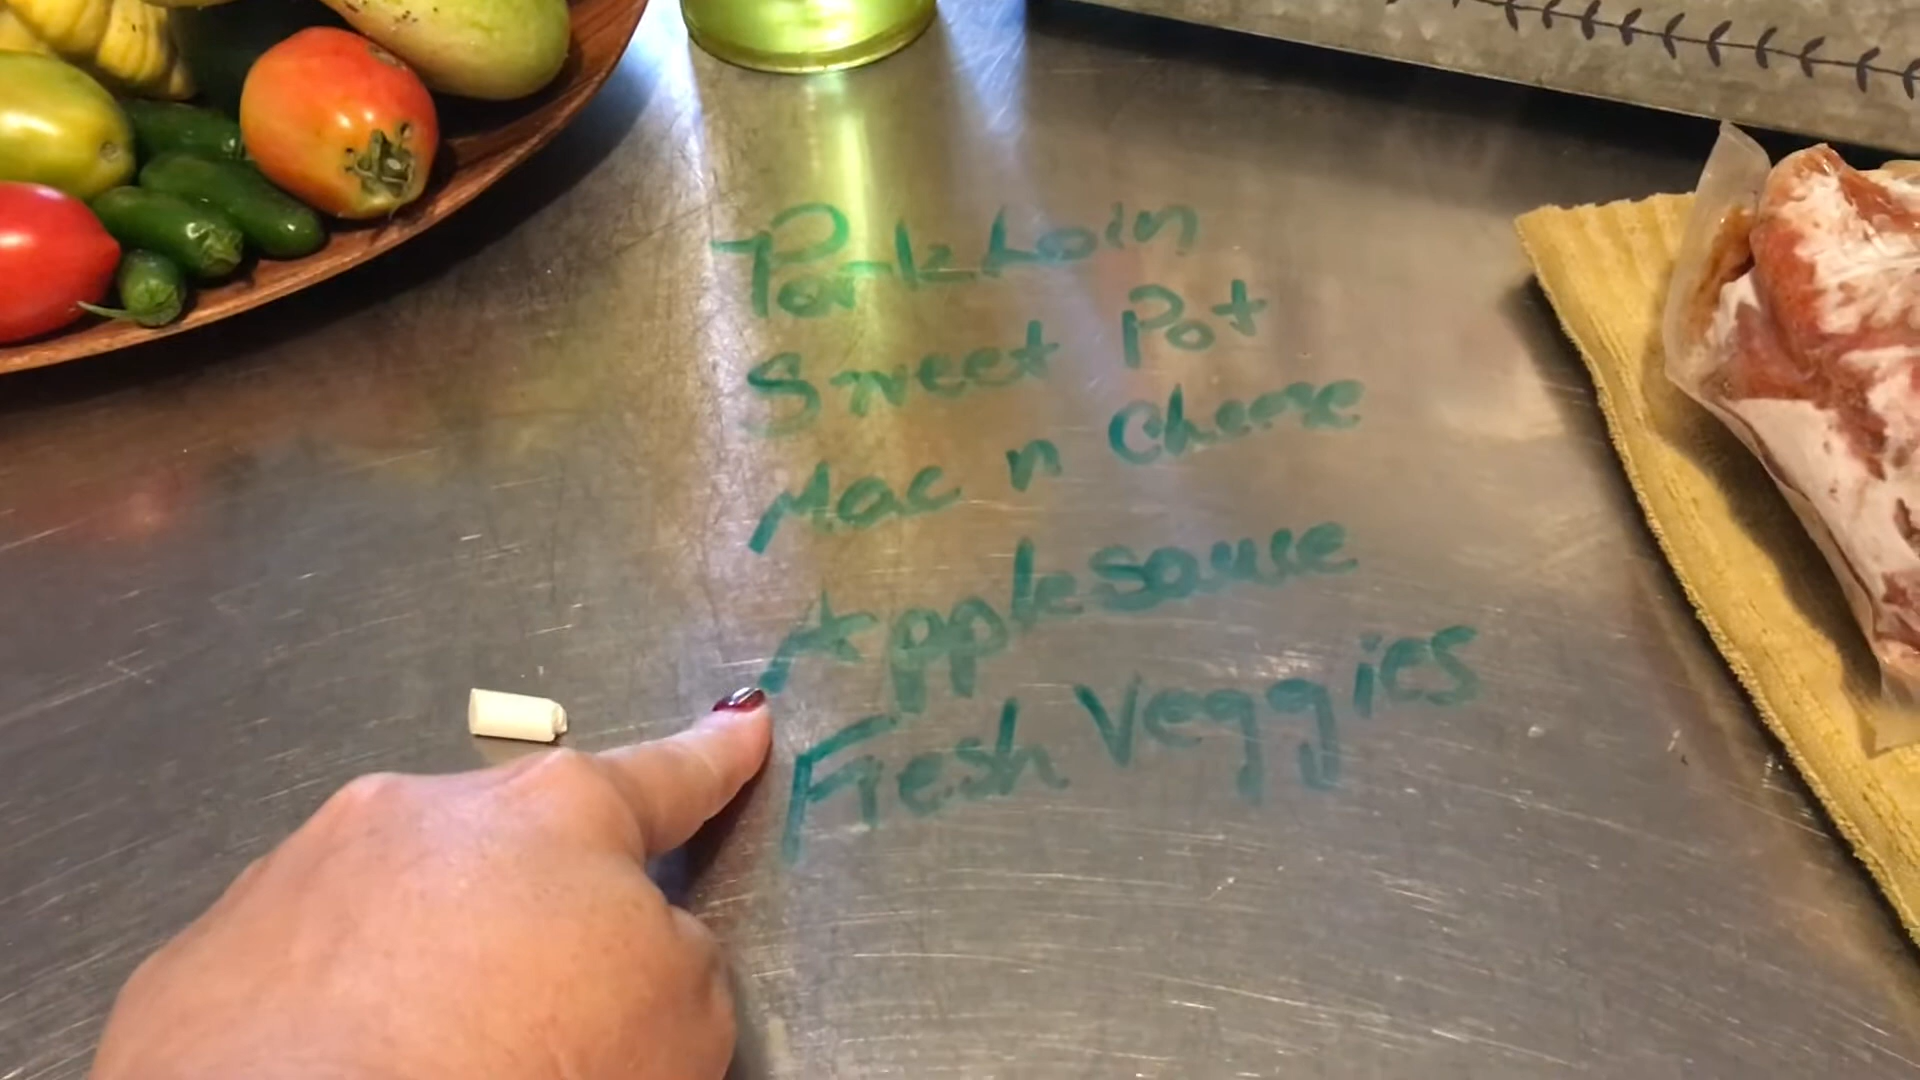 Pork Loin
Sweet Pot
Mac n Cheese
Applesauce
Fresh Veggies